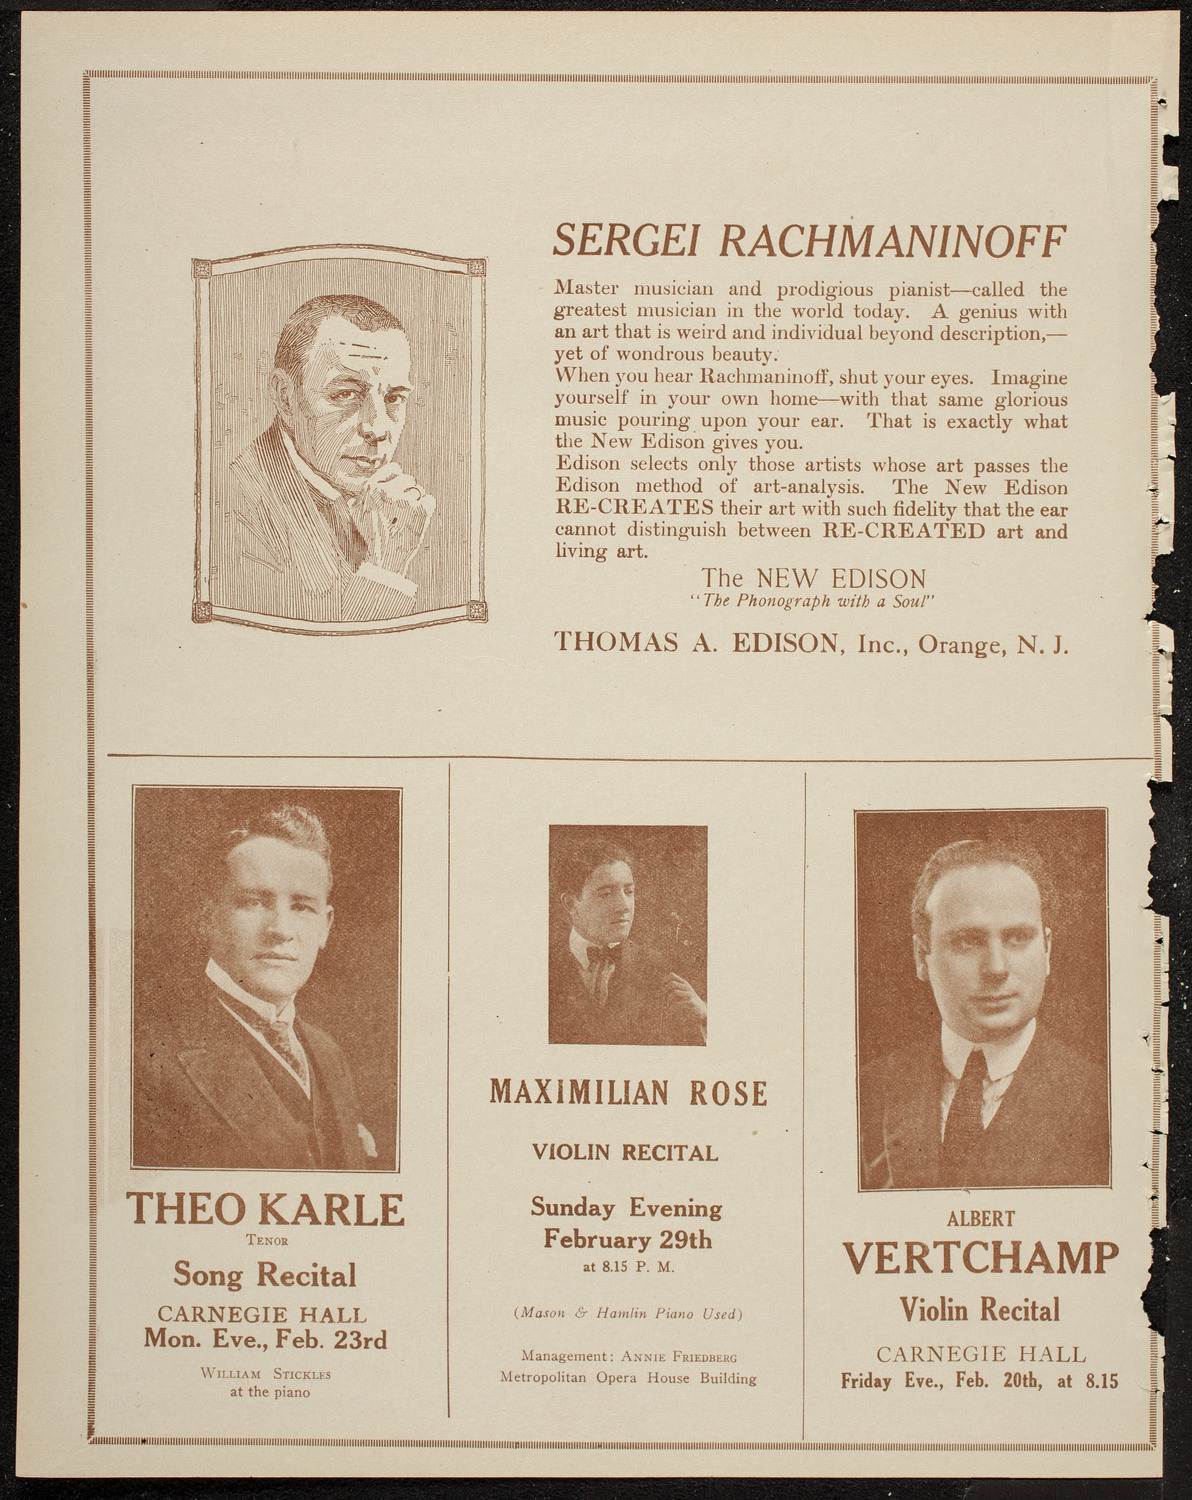 SERGEI RACHMANINOFF
Master musician and prodigious pianist—called the
greatest musician in the world today. A genius with
an art that is weird and individual beyond description,—
yet of wondrous beauty.
When you hear Rachmaninoff, shut your eyes. Imagine
yourself in your own home—with that same glorious
music pouring upon your ear. That is exactly what
the New Edison gives you.
Edison selects only those artists whose art passes the
Edison method of art-analysis. The New Edison
RE-CREATES their art with such fidelity that the ear
cannot distinguish between RE-CREATED art and
living art.
The NEW EDISON
"The Phonograph with a Soul"
THOMAS A. EDISON, Inc., Orange, N. J.
THEO KARLE
TENOR
Song Recital
CARNEGIE HALL
Mon. Eve., Feb. 23rd
WILLIAM STICKLES
at the piano
MAXIMILIAN ROSE
VIOLIN RECITAL
Sunday Evening
February 29th
at 8.15 P. M.
(Mason & Hamlin Piano Used)
Management: ANNIE FRIEDBERG
Metropolitan Opera House Building
ALBERT
VERTCHAMP
Violin Recital
CARNEGIE HALL
Friday Eve., Feb. 20th, at 8.15